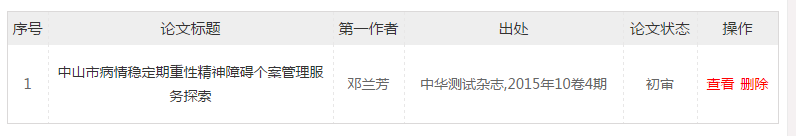 序号 论文标题 第一作者 出处 论文状态 操作
1 中山市病情稳定期重性精神障碍个案管理服 邓兰芳 中华测试杂志,2015年10卷4期 初审 查看 删除
务探索